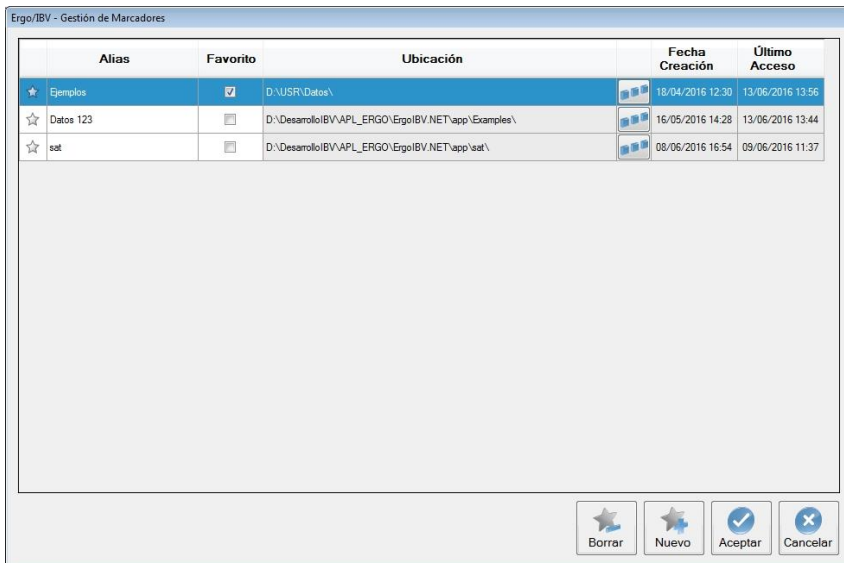 Ergo/IBV - Gestión de Marcadores
Alias Favorito Ubicación Fecha Creación Último Acceso
Ejemplos D:\USR\Datos\ 18/04/2016 12:30 13/06/2016 13:56
Datos 123 D:\DesarrolloIBV\APL_ERGO\ErgoIBV.NET\app\Examples\ 16/05/2016 14:28 13/06/2016 13:44
sat D:\DesarrolloIBV\APL_ERGO\ErgoIBV.NET\app\sat\ 08/06/2016 16:54 09/06/2016 11:37
Borrar Nuevo Aceptar Cancelar